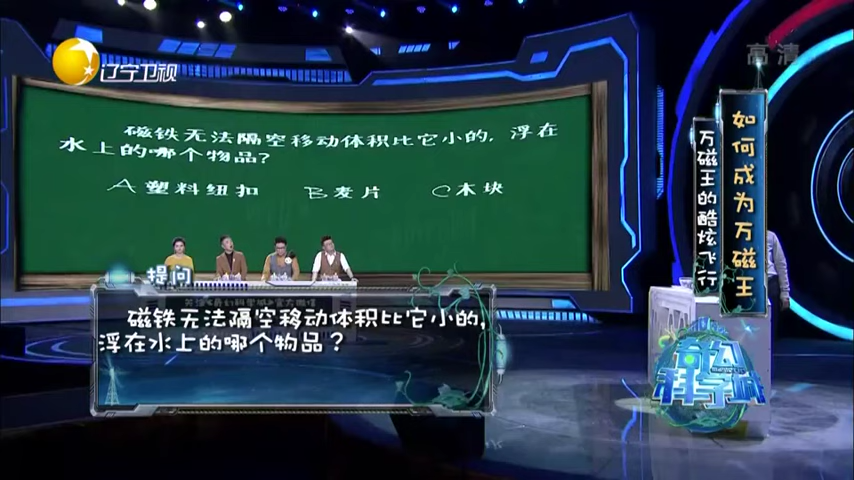 辽宁卫视
高清
磁铁无法隔空移动体积比它小的，浮在
水上的哪个物品？
A塑料纽扣 B麦片 C木块
如何成为万磁王
万磁王的酷炫飞行
提问
磁铁无法隔空移动体积比它小的，
浮在水上的哪个物品？
奇幻
科学城